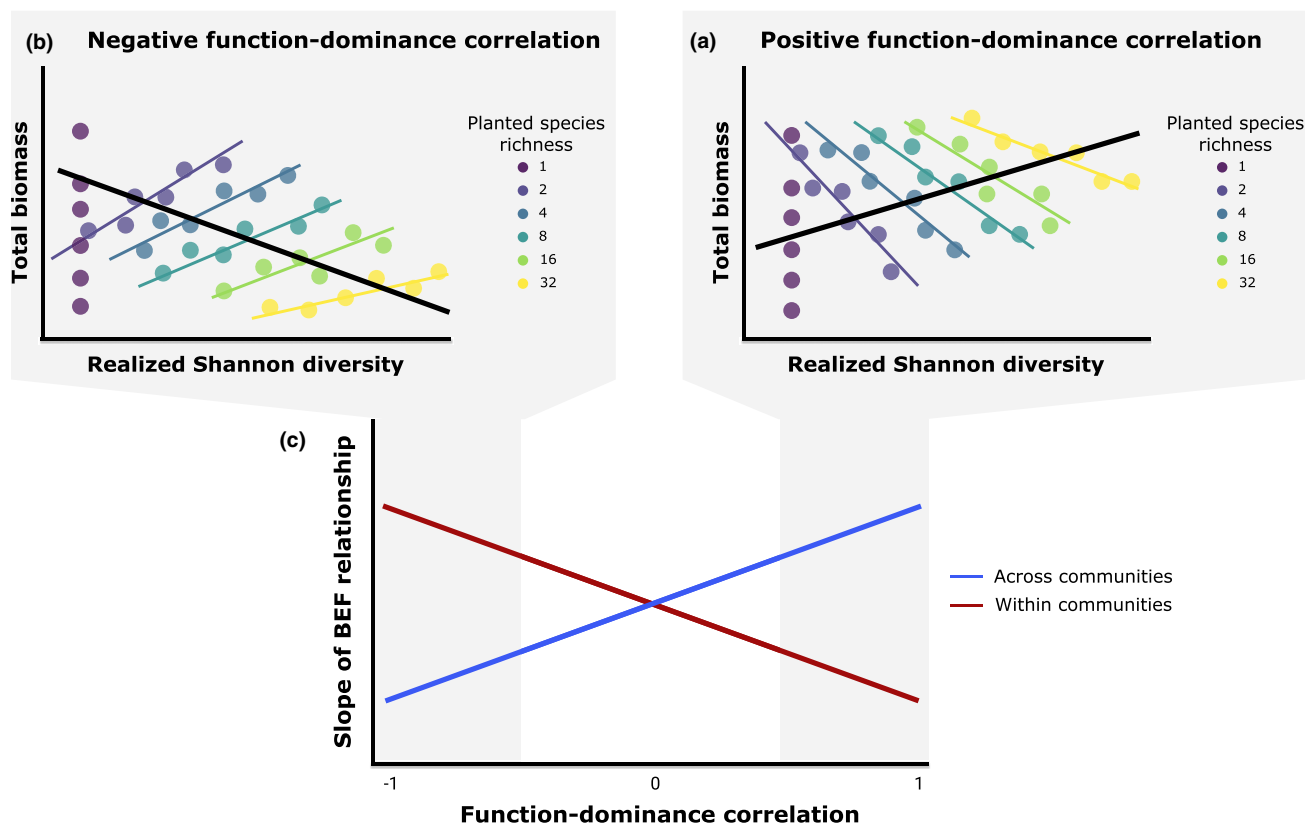 (b) Negative function-dominance correlation
Total biomass
Planted species
richness
1
2
4
8
16
32
Realized Shannon diversity
(a) Positive function-dominance correlation
Total biomass
Planted species
richness
1
2
4
8
16
32
Realized Shannon diversity
(c)
Slope of BEF relationship
Across communities
Within communities
-1 0 1
Function-dominance correlation